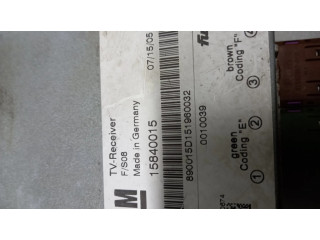 TV-Receiver
F/S08
Made in Germany
15840015
07/15/05
890015D151960032
0010039
green
Coding "E"
brown
Coding "F"
1
2
3